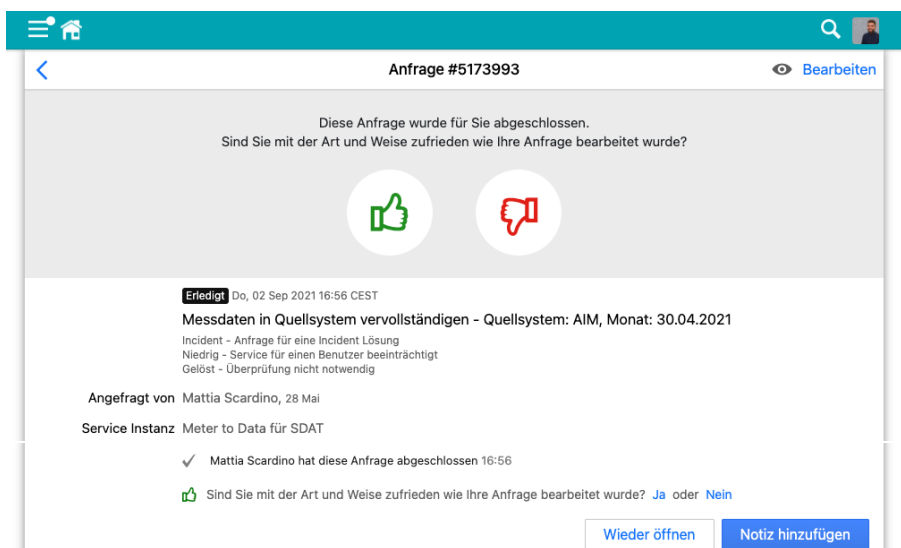 Anfrage #5173993
Bearbeiten
Diese Anfrage wurde für Sie abgeschlossen.
Sind Sie mit der Art und Weise zufrieden wie Ihre Anfrage bearbeitet wurde?
Erledigt Do, 02 Sep 2021 16:56 CEST
Messdaten in Quellsystem vervollständigen - Quellsystem: AIM, Monat: 30.04.2021
Incident - Anfrage für eine Incident Lösung
Niedrig - Service für einen Benutzer beeinträchtigt
Gelöst - Überprüfung nicht notwendig
Angefragt von Mattia Scardino, 28 Mai
Service Instanz Meter to Data für SDAT
Mattia Scardino hat diese Anfrage abgeschlossen 16:56
Sind Sie mit der Art und Weise zufrieden wie Ihre Anfrage bearbeitet wurde? Ja oder Nein
Wieder öffnen Notiz hinzufügen